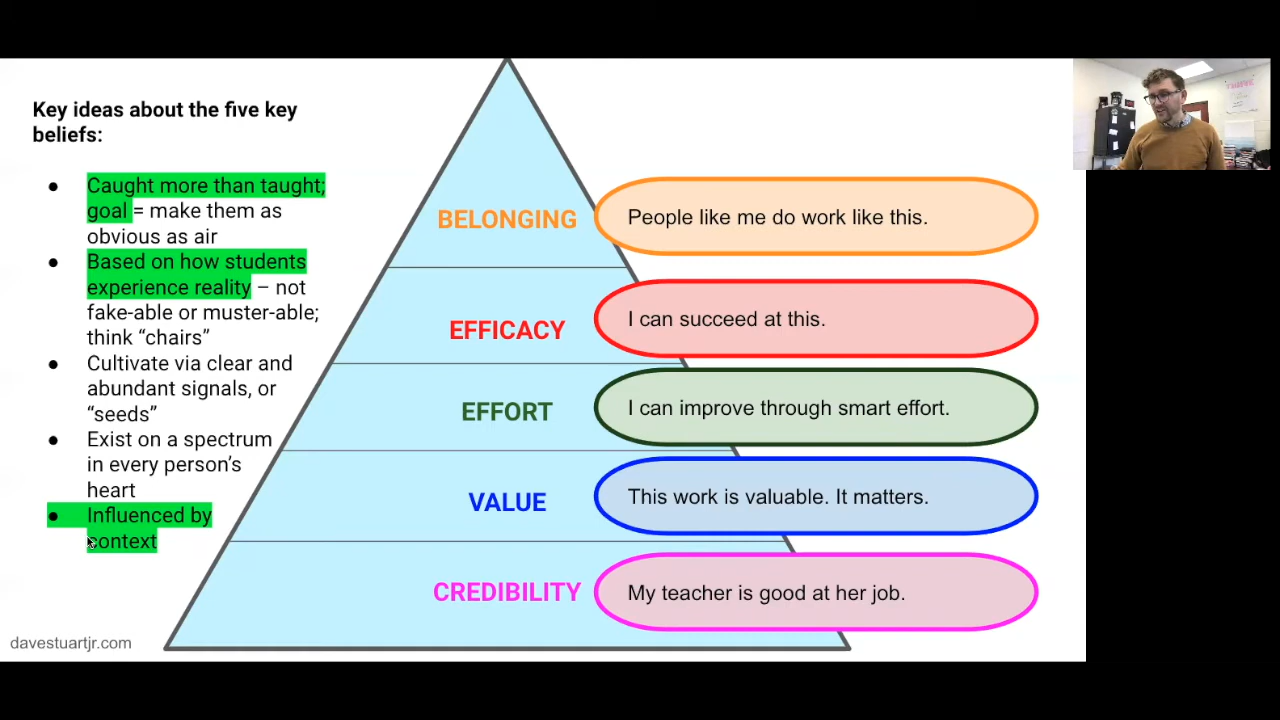 Key ideas about the five key
beliefs:
● Caught more than taught;
goal = make them as
obvious as air
● Based on how students
experience reality – not
fake-able or muster-able;
think “chairs”
● Cultivate via clear and
abundant signals, or
“seeds”
● Exist on a spectrum
in every person’s
heart
● Influenced by
context
BELONGING
People like me do work like this.
EFFICACY
I can succeed at this.
EFFORT
I can improve through smart effort.
VALUE
This work is valuable. It matters.
CREDIBILITY
My teacher is good at her job.
davestuartjr.com